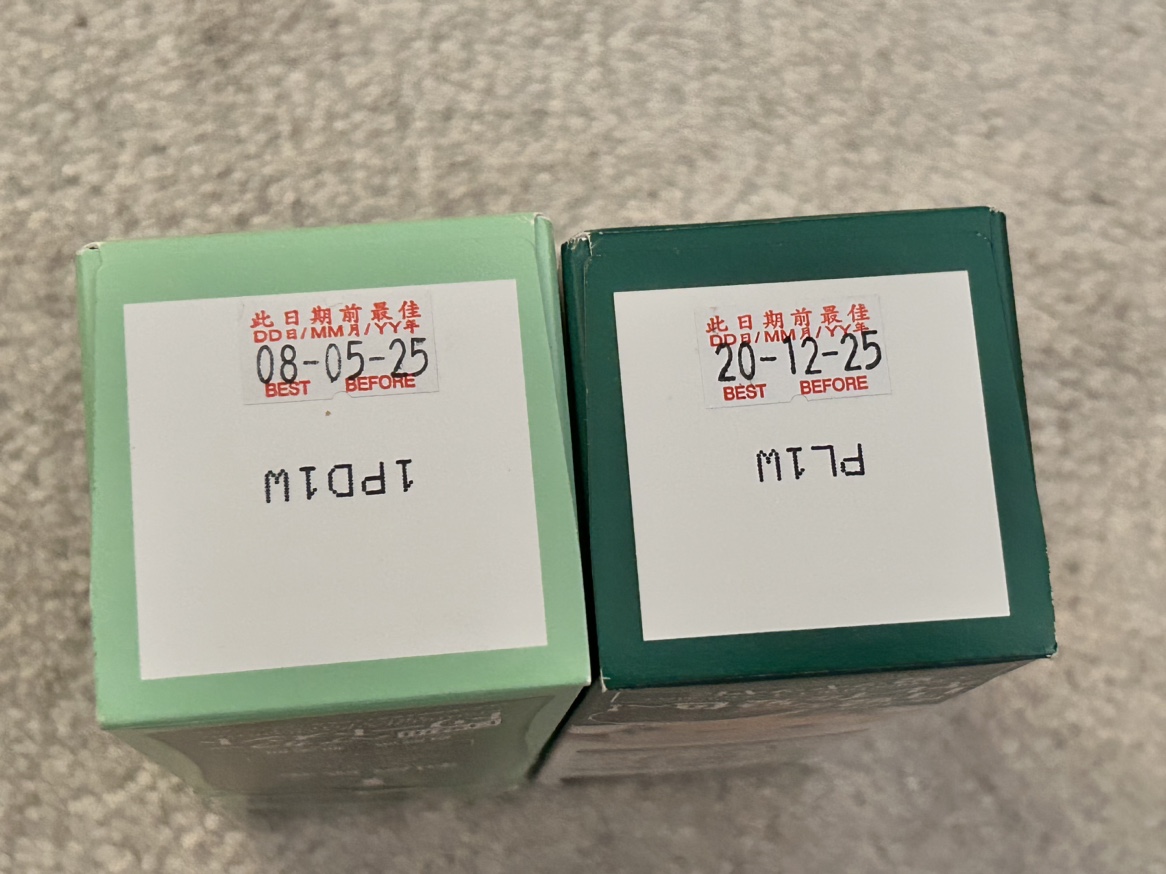 此日期前最佳
DD日/MM月/YY年
08-05-25
BEST BEFORE
1PD1W
此日期前最佳
DD日/MM月/YY年
20-12-25
BEST BEFORE
PL1W